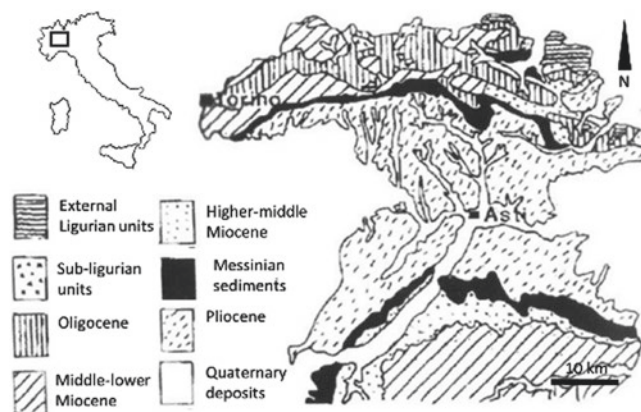 N
Torino
Asti
External
Ligurian units
Higher-middle
Miocene
Sub-ligurian
units
Messinian
sediments
Oligocene
Pliocene
Middle-lower
Miocene
Quaternary
deposits
10 km